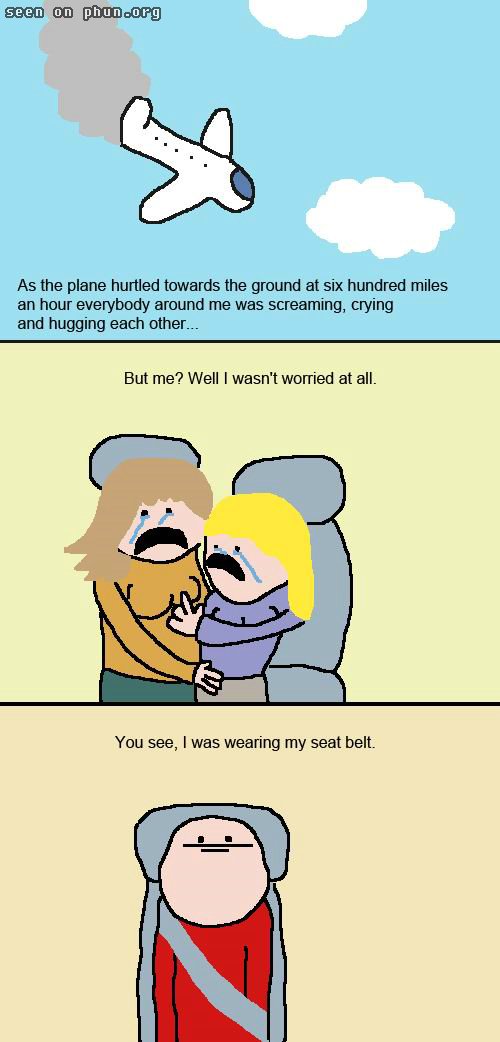 seen on phun.org
As the plane hurtled towards the ground at six hundred miles
an hour everybody around me was screaming, crying
and hugging each other...
But me? Well I wasn't worried at all.
You see, I was wearing my seat belt.